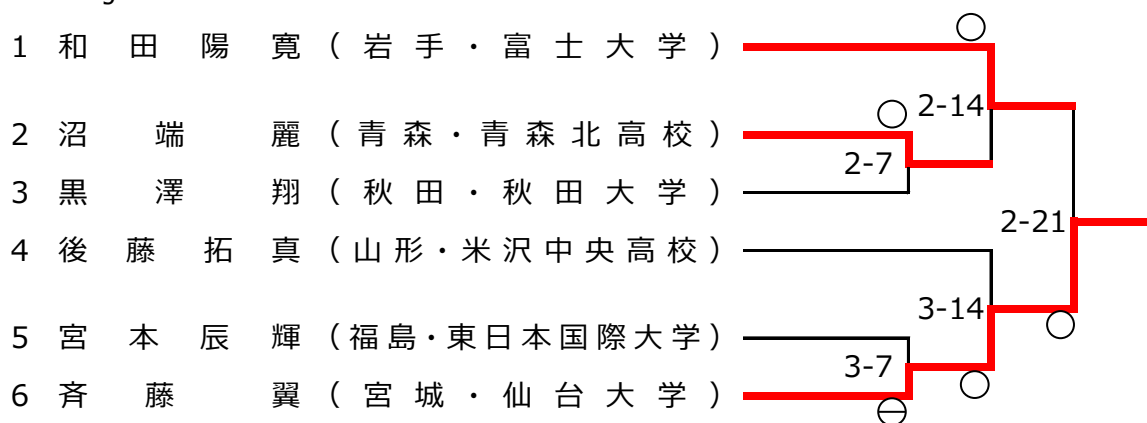 1 和田陽寛（岩手・富士大学）
2-14
2 沼端麗（青森・青森北高校）
2-7
3 黒澤翔（秋田・秋田大学）
2-21
4 後藤拓真（山形・米沢中央高校）
3-14
5 宮本辰輝（福島・東日本国際大学）
3-7
6 斉藤翼（宮城・仙台大学）